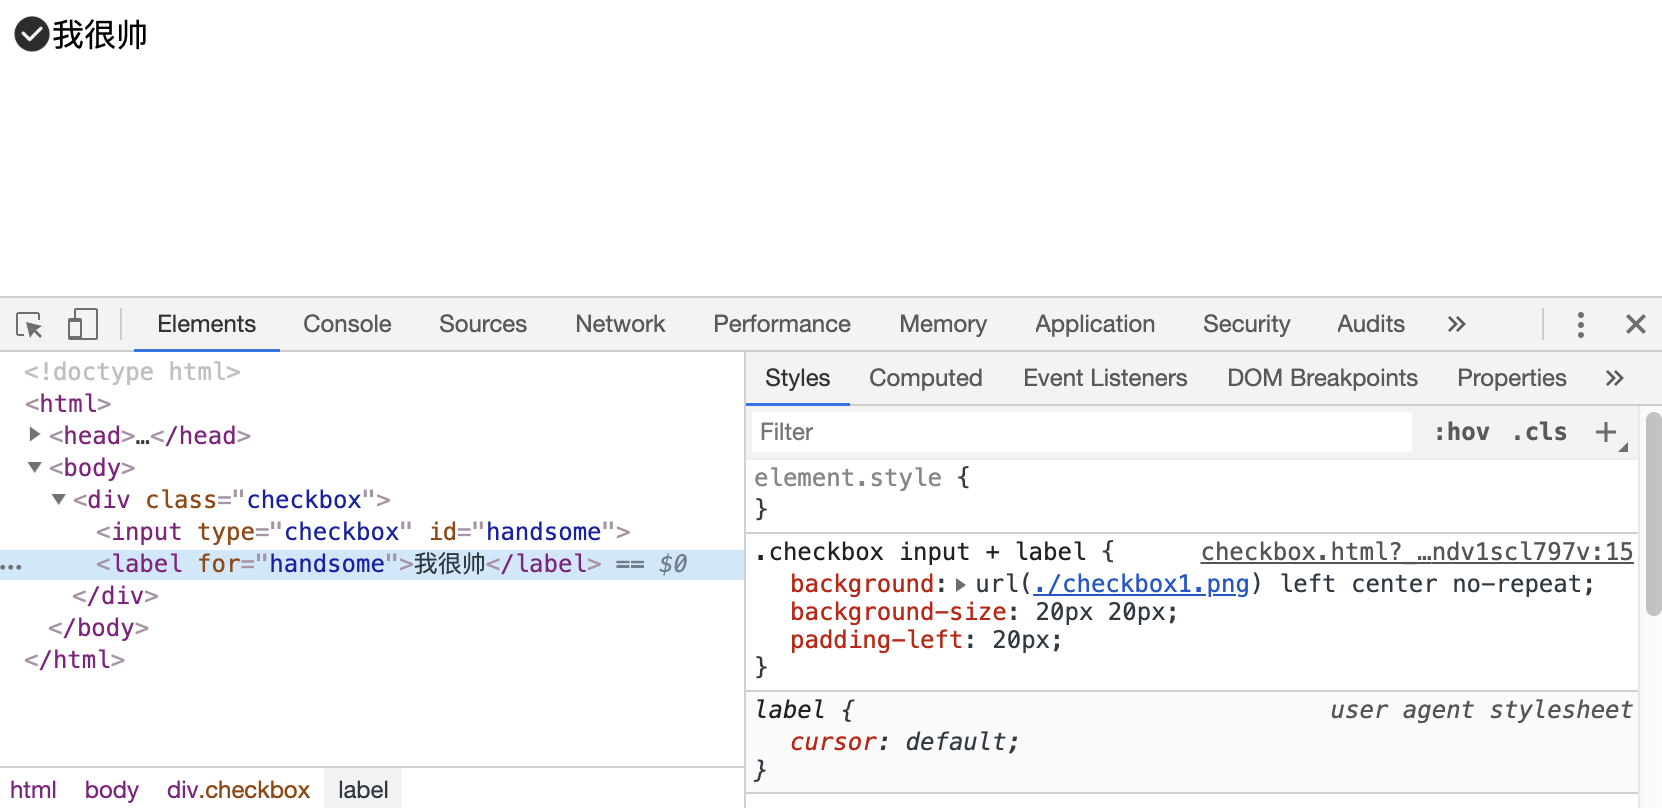 我很帅
Elements Console Sources Network Performance Memory Application Security Audits »
<!doctype html>
<html>
<head>…</head>
<body>
<div class="checkbox">
<input type="checkbox" id="handsome">
… <label for="handsome">我很帅</label> == $0
</div>
</body>
</html>
html body div.checkbox label
Styles Computed Event Listeners DOM Breakpoints Properties »
Filter :hov .cls +
element.style {
}
.checkbox input + label { checkbox.html?_…ndv1scl797v:15
background: url(./checkbox1.png) left center no-repeat;
background-size: 20px 20px;
padding-left: 20px;
}
label { user agent stylesheet
cursor: default;
}